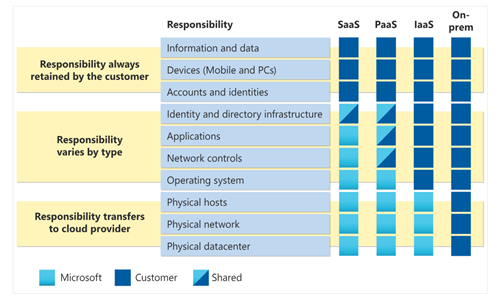 Responsibility SaaS PaaS IaaS On-
prem
Information and data
Responsibility always
retained by the customer
Devices (Mobile and PCs)
Accounts and identities
Identity and directory infrastructure
Responsibility
varies by type
Applications
Network controls
Operating system
Responsibility transfers
to cloud provider
Physical hosts
Physical network
Physical datacenter
Microsoft Customer Shared